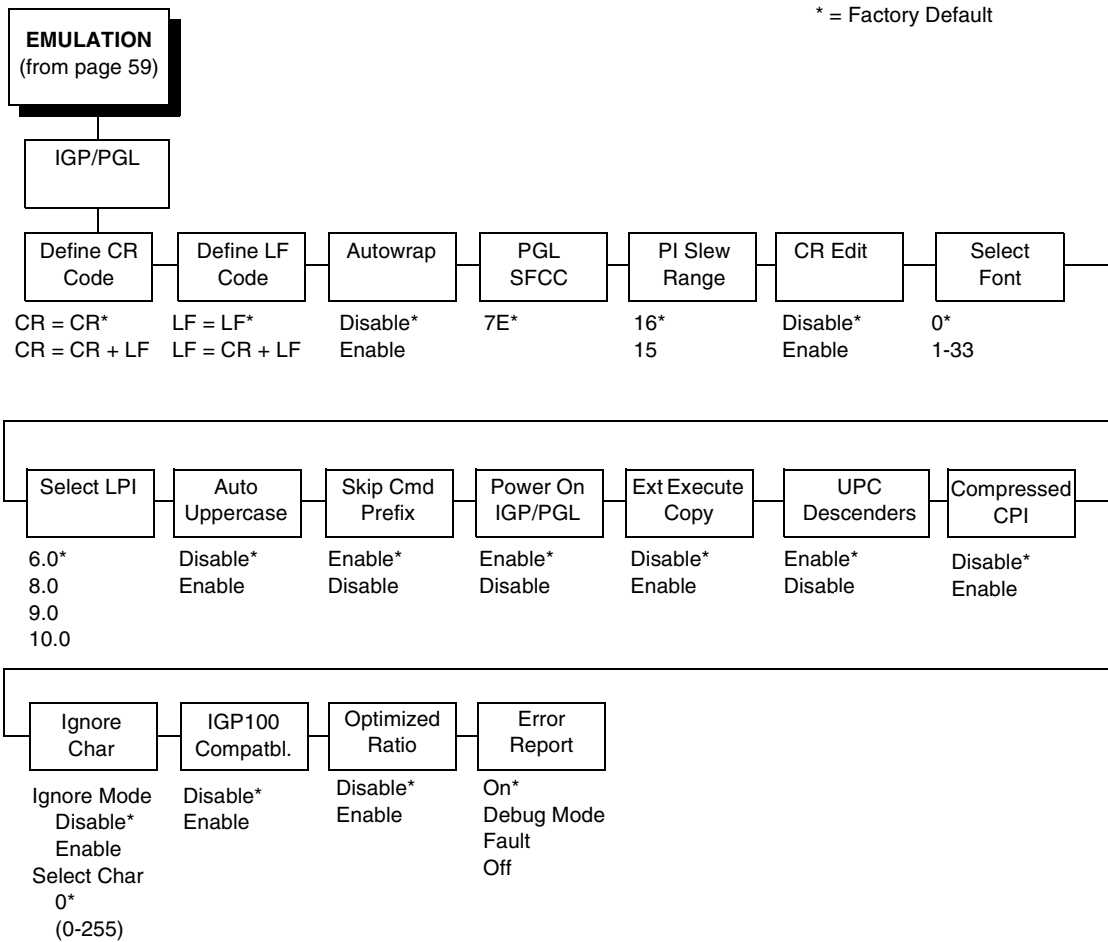 * = Factory Default
EMULATION
(from page 59)
IGP/PGL
Define CR
Code
CR = CR*
CR = CR + LF
Define LF
Code
LF = LF*
LF = CR + LF
Autowrap
Disable*
Enable
PGL
SFCC
7E*
PI Slew
Range
16*
15
CR Edit
Disable*
Enable
Select
Font
0*
1-33
Select LPI
6.0*
8.0
9.0
10.0
Auto
Uppercase
Disable*
Enable
Skip Cmd
Prefix
Enable*
Disable
Power On
IGP/PGL
Enable*
Disable
Ext Execute
Copy
Disable*
Enable
UPC
Descenders
Enable*
Disable
Compressed
CPI
Disable*
Enable
Ignore
Char
Ignore Mode
Disable*
Enable
Select Char
0*
(0-255)
IGP100
Compatbl.
Disable*
Enable
Optimized
Ratio
Disable*
Enable
Error
Report
On*
Debug Mode
Fault
Off